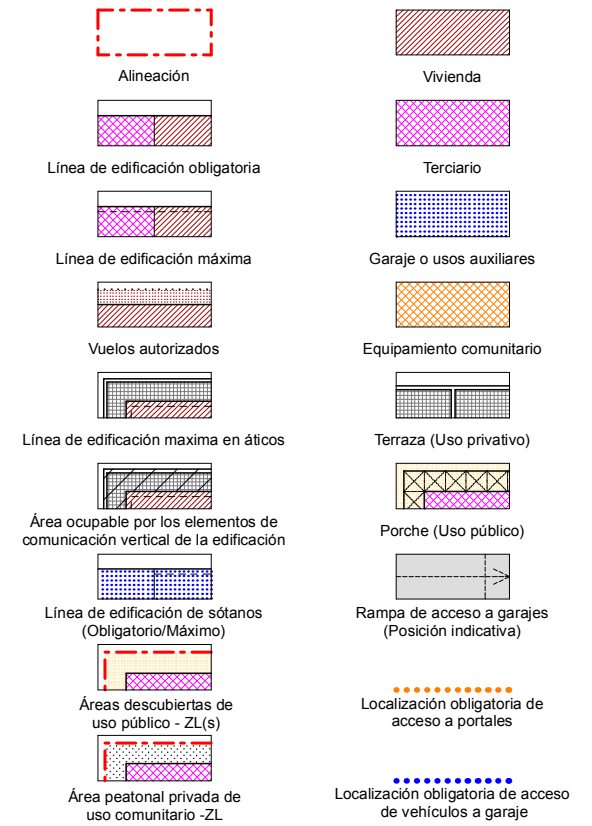 Alineación
Vivienda
Línea de edificación obligatoria
Terciario
Línea de edificación máxima
Garaje o usos auxiliares
Vuelos autorizados
Equipamiento comunitario
Línea de edificación maxima en áticos
Terraza (Uso privativo)
Área ocupable por los elementos de
comunicación vertical de la edificación
Porche (Uso público)
Línea de edificación de sótanos
(Obligatorio/Máximo)
Rampa de acceso a garajes
(Posición indicativa)
Áreas descubiertas de
uso público - ZL(s)
Localización obligatoria de
acceso a portales
Área peatonal privada de
uso comunitario -ZL
Localización obligatoria de acceso
de vehículos a garaje